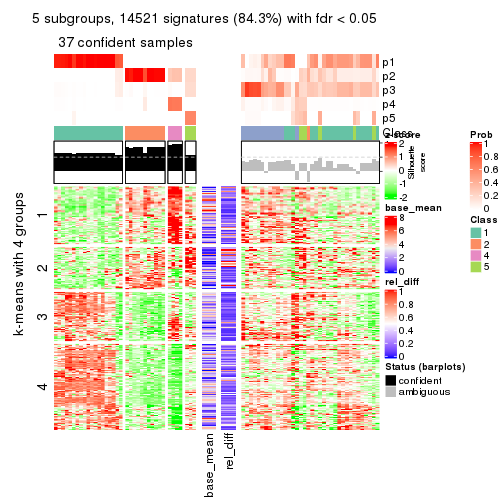 5 subgroups, 14521 signatures (84.3%) with fdr < 0.05
37 confident samples
p1
p2
p3
p4
p5
Class
z-score
2
1
0
-1
-2
Silhouette
score
Prob
1
0.8
0.6
0.4
0.2
0
Class
1
2
4
5
base_mean
8
6
4
2
0
rel_diff
1
0.8
0.6
0.4
0.2
0
Status (barplots)
confident
ambiguous
k-means with 4 groups
1
2
3
4
base_mean
rel_diff